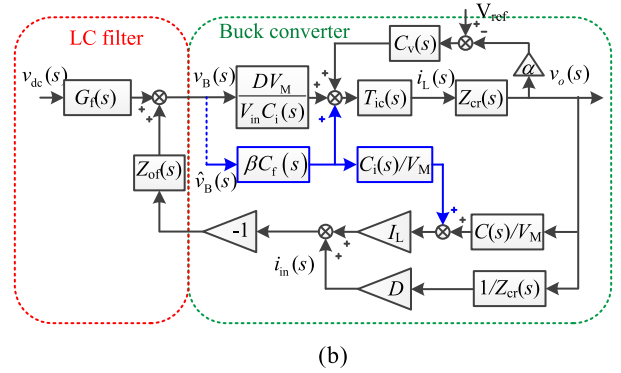 LC filter
Buck converter
V_ref
C_v(s)
α
v_dc(s)
G_f(s)
v_B(s)
DV_M
V_in C_i(s)
T_ic(s)
i_L(s)
Z_cr(s)
v_o(s)
Z_of(s)
v̂_B(s)
βC_f(s)
C_i(s)/V_M
-1
I_L
C(s)/V_M
i_in(s)
D
1/Z_cr(s)
(b)